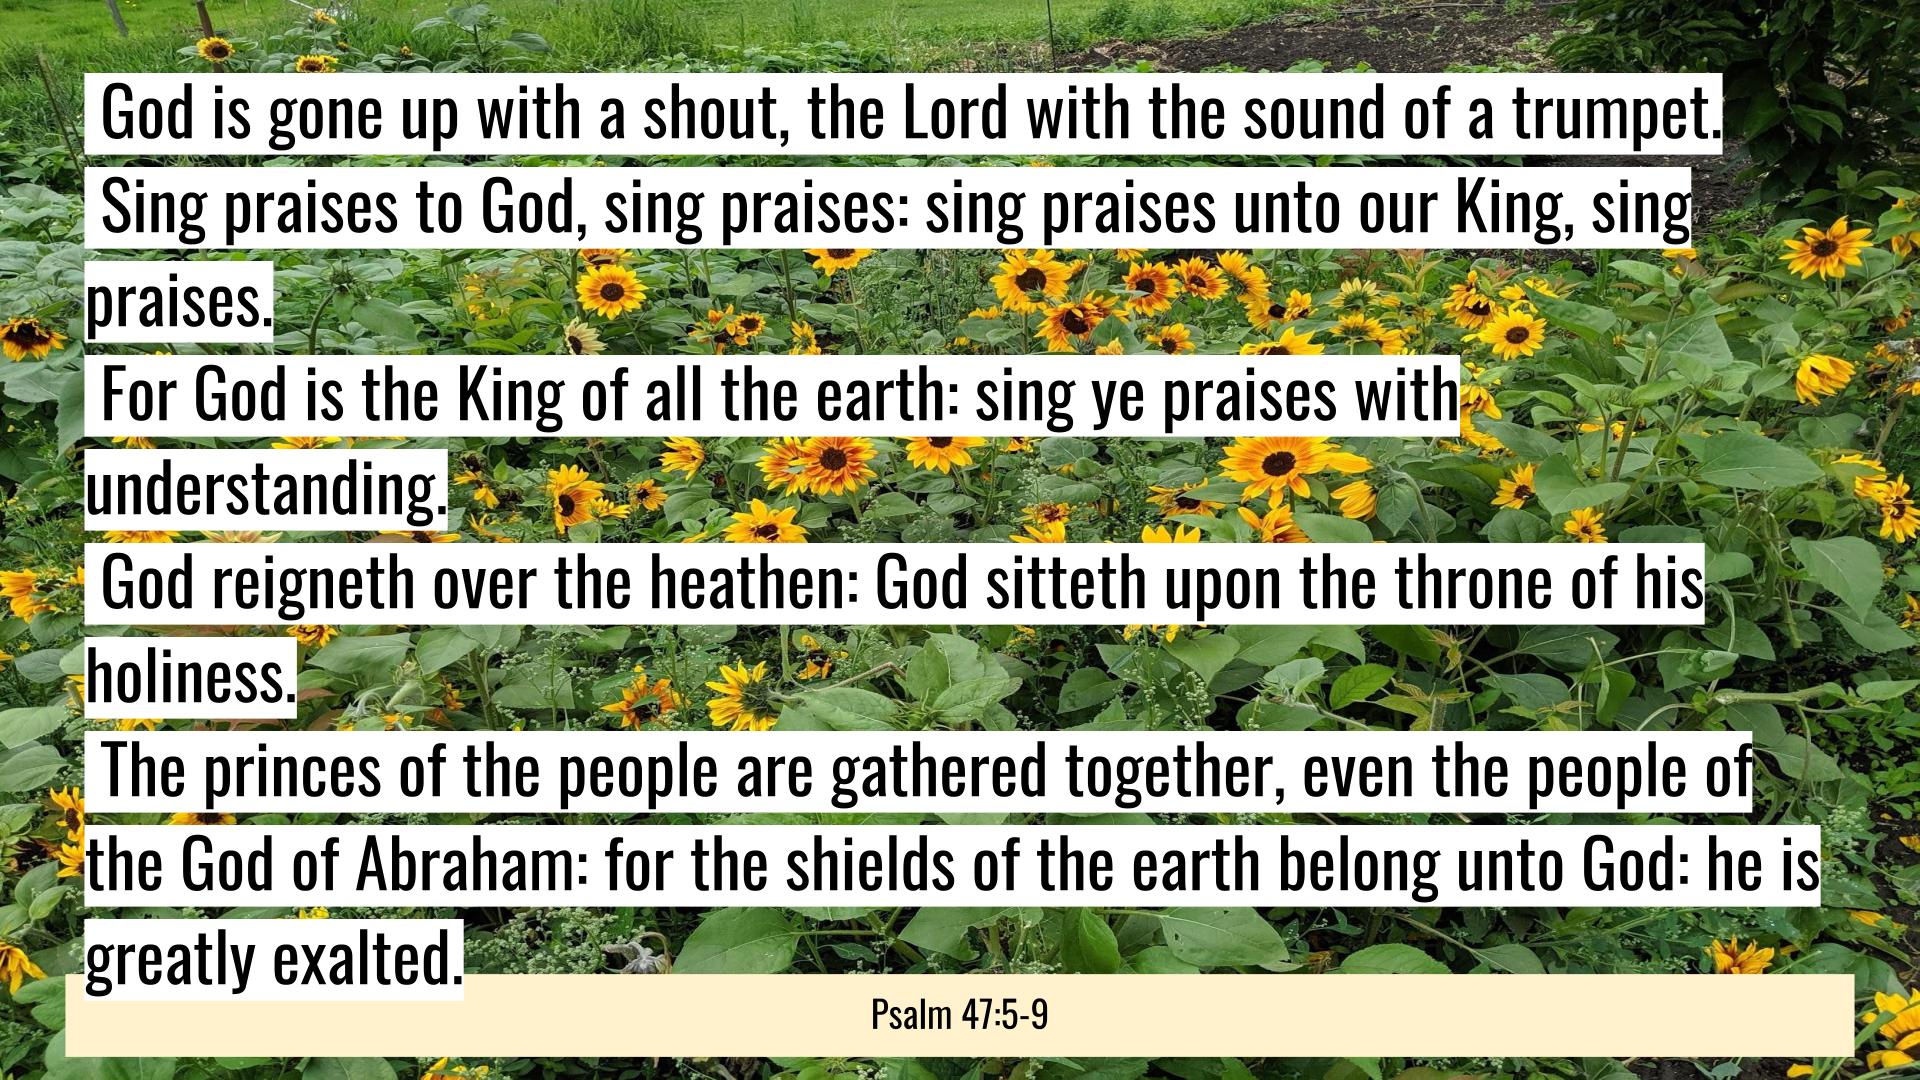 God is gone up with a shout, the Lord with the sound of a trumpet.
Sing praises to God, sing praises: sing praises unto our King, sing
praises.
For God is the King of all the earth: sing ye praises with
understanding.
God reigneth over the heathen: God sitteth upon the throne of his
holiness.
The princes of the people are gathered together, even the people of
the God of Abraham: for the shields of the earth belong unto God: he is
greatly exalted.
Psalm 47:5-9